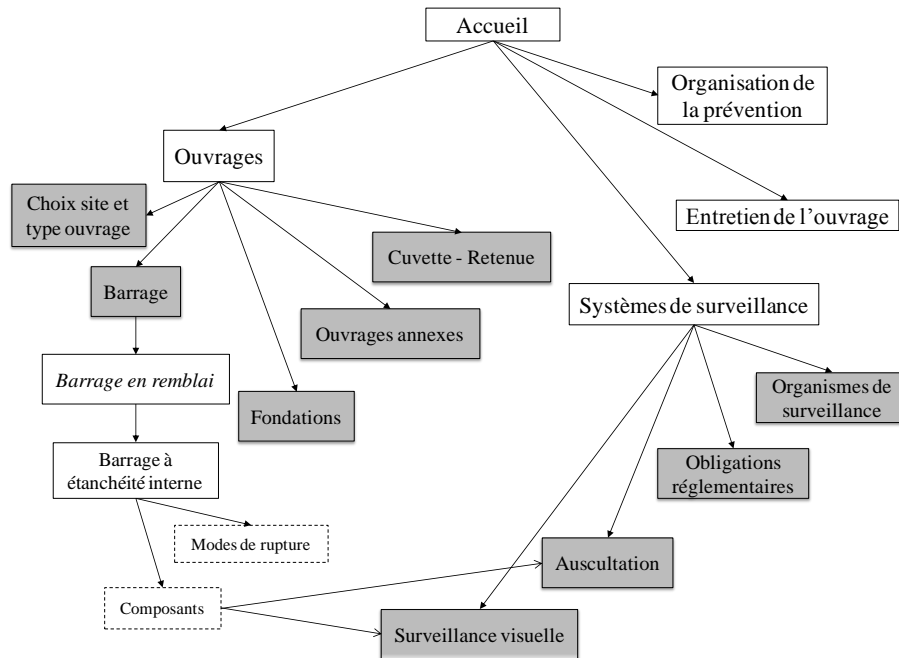 Accueil
Organisation de
la prévention
Ouvrages
Choix site et
type ouvrage
Entretien de l’ouvrage
Cuvette - Retenue
Barrage
Systèmes de surveillance
Ouvrages annexes
Barrage en remblai
Organismes de
surveillance
Fondations
Barrage à
étanchéité interne
Obligations
réglementaires
Modes de rupture
Auscultation
Composants
Surveillance visuelle